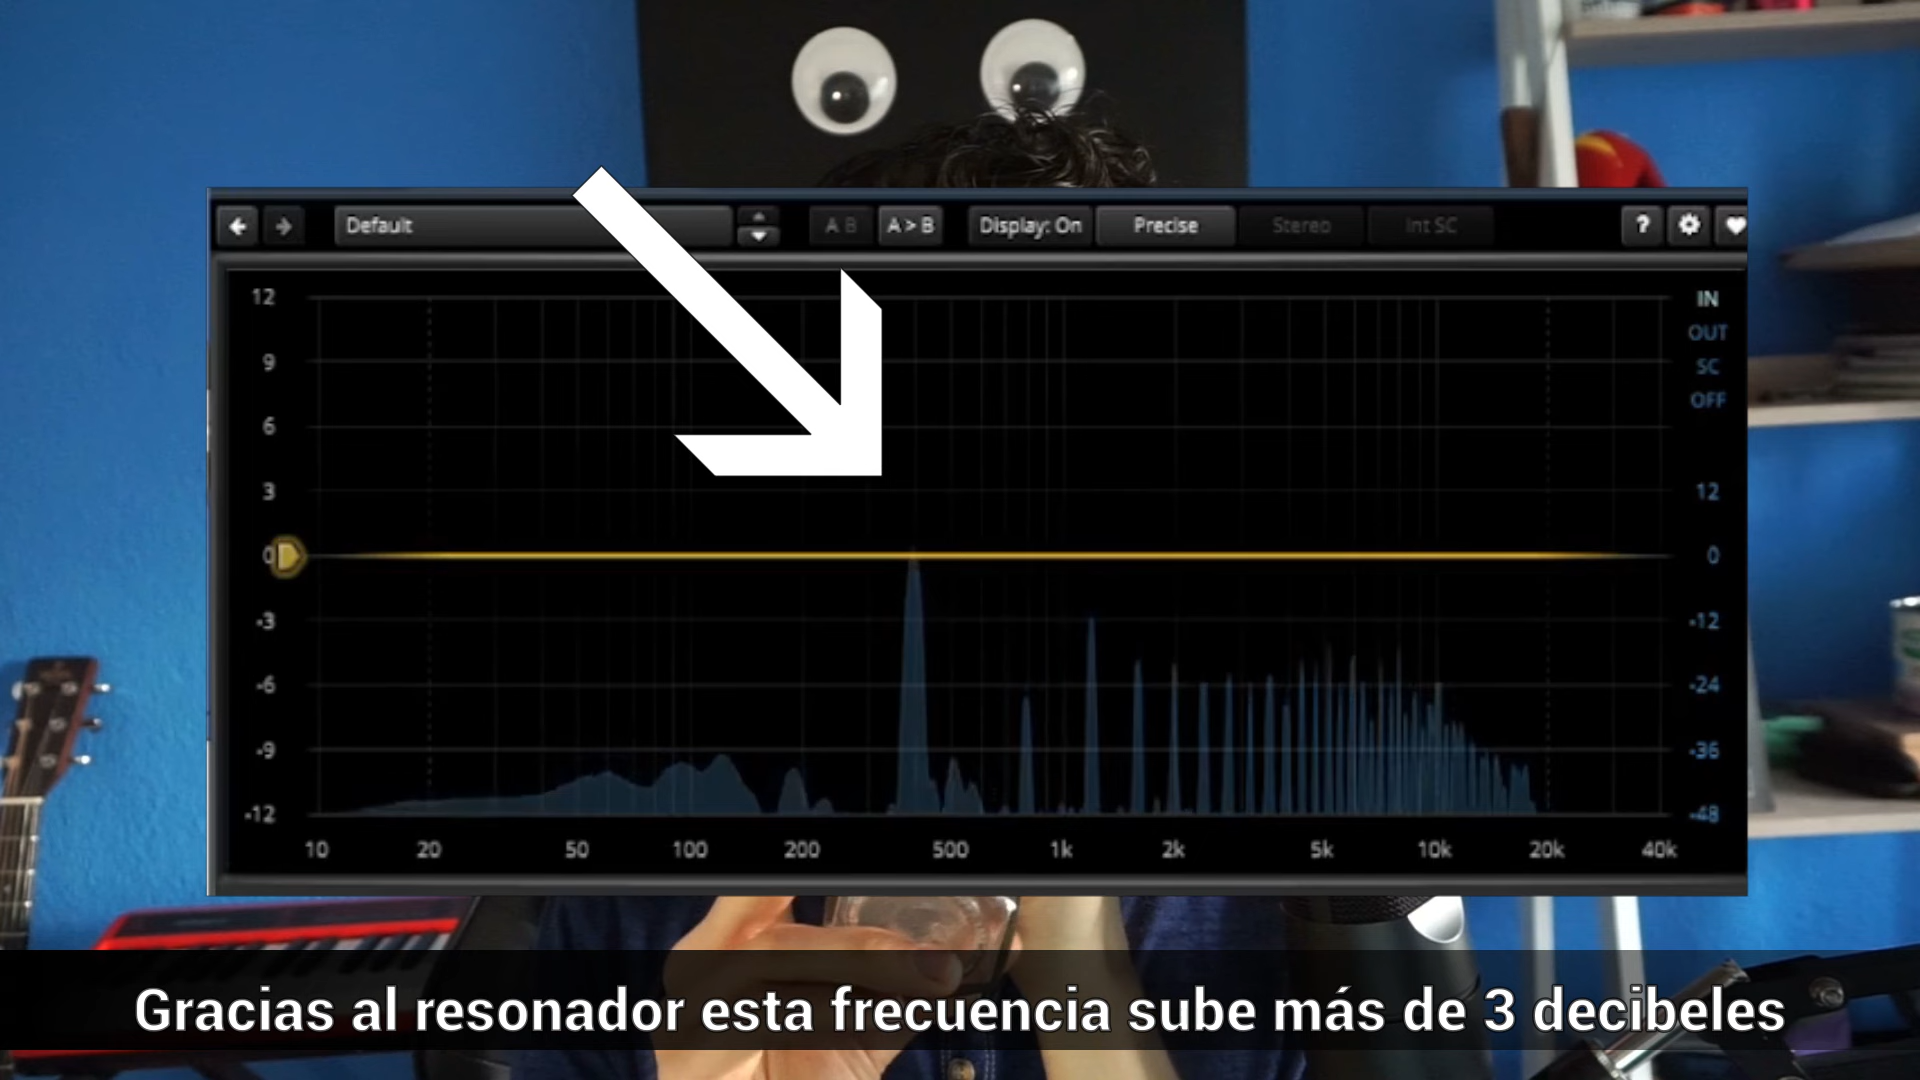 Default
A B
A > B
Display: On
Precise
Stereo
Int SC
?
12
9
6
3
0
-3
-6
-9
-12
IN
OUT
SC
OFF
12
0
-12
-24
-36
-48
10 20 50 100 200 500 1k 2k 5k 10k 20k 40k
Gracias al resonador esta frecuencia sube más de 3 decibeles